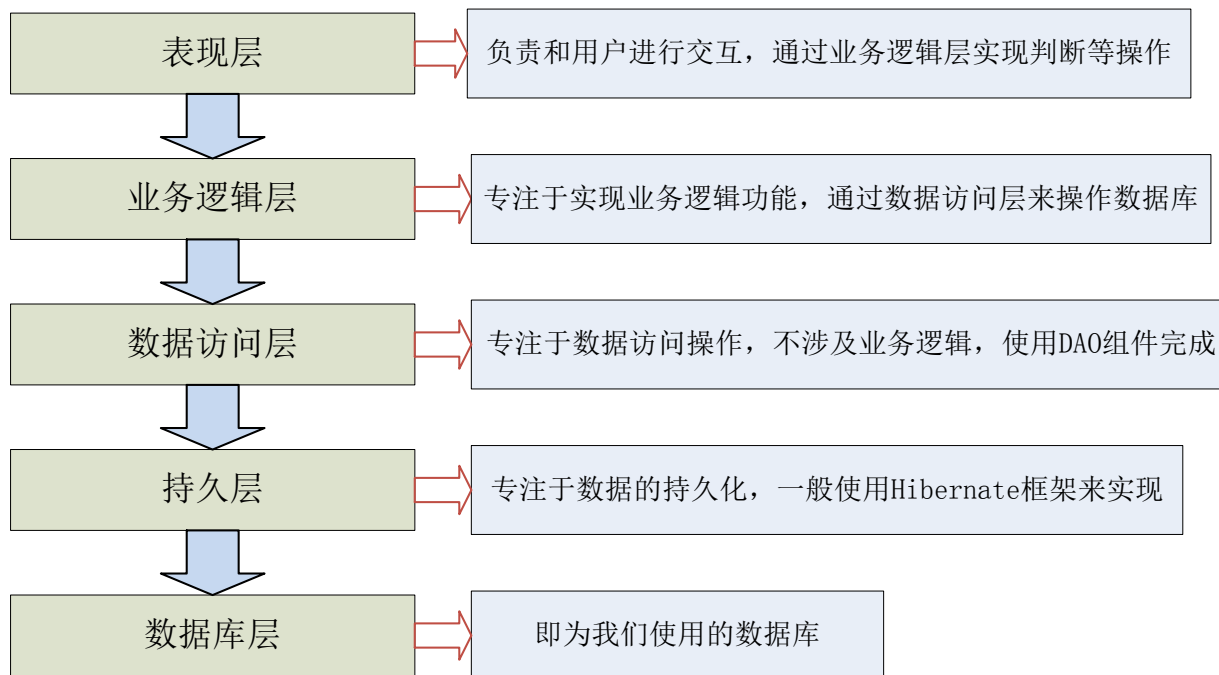 表现层
负责和用户进行交互，通过业务逻辑层实现判断等操作
业务逻辑层
专注于实现业务逻辑功能，通过数据访问层来操作数据库
数据访问层
专注于数据访问操作，不涉及业务逻辑，使用DAO组件完成
持久层
专注于数据的持久化，一般使用Hibernate框架来实现
数据库层
即为我们使用的数据库